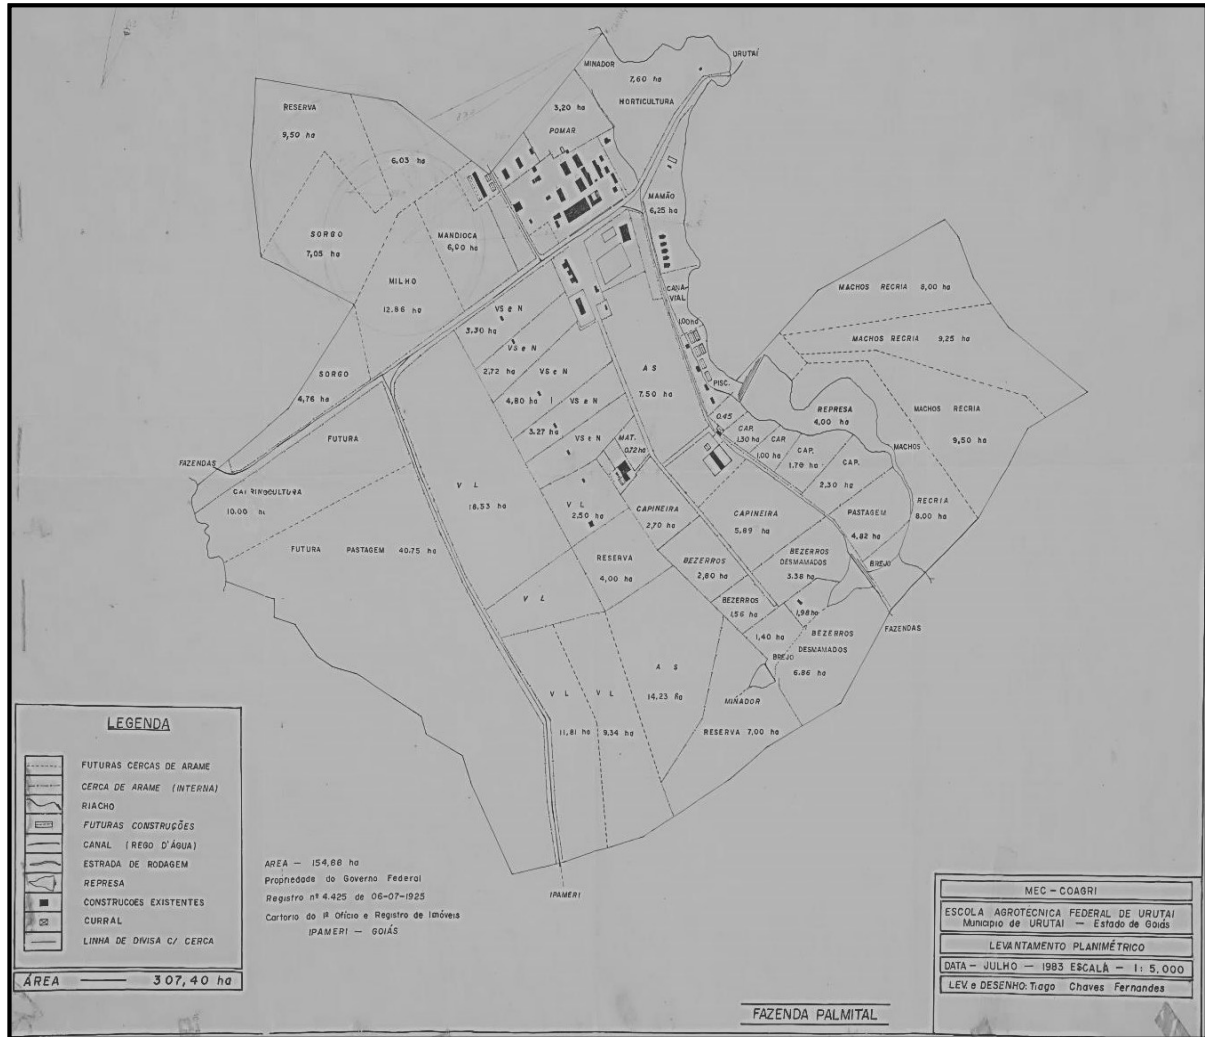 URUTAÍ
MINADOR
7,60 ha
HORTICULTURA
3,20 ha
POMAR
RESERVA
9,50 ha
6,03 ha
MAMÃO
6,25 ha
SORGO
7,05 ha
MANDIOCA
6,00 ha
MILHO
12.86 ha
CANA-
VIAL
1.00 ha
MACHOS RECRIA 8,00 ha
MACHOS RECRIA 9,25 ha
VS e N
3.30 ha
VS e N
2,72 ha
VS e N
4,80 ha
VS e N
3.27 ha
VS e N
A S
7.50 ha
PISC.
SORGO
4,76 ha
0.45
CAP.
1.30 ha
CAP.
1.00 ha
CAP.
1.70 ha
CAP.
2.30 ha
REPRESA
4,00 ha
MACHOS RECRIA
9,50 ha
MACHOS
RECRIA
8.00 ha
MAT.
0.72 ha
FUTURA
FAZENDAS
10.00
V L
18.53 ha
V L
2.50 ha
CAPINEIRA
2,70 ha
CAPINEIRA
5.89 ha
PASTAGEM
4,82 ha
BREJO
FUTURA PASTAGEM 40.75 ha
RESERVA
4,00 ha
BEZERROS
2,80 ha
BEZERROS
DESMAMADOS
3.38 ha
V L
BEZERROS
1.56 ha
1,98 ha
1,40 ha
BEZERROS
DESMAMADOS
6.86 ha
FAZENDAS
BREJO
A S
14.23 ha
V L
11,81 ha
V L
9.34 ha
MINADOR
RESERVA 7,00 ha
IPAMERI
LEGENDA
FUTURAS CERCAS DE ARAME
CERCA DE ARAME (INTERNA)
RIACHO
FUTURAS CONSTRUÇÕES
CANAL (REGO D'ÁGUA)
ESTRADA DE RODAGEM
REPRESA
CONSTRUCOES EXISTENTES
CURRAL
LINHA DE DIVISA C/ CERCA
ÁREA — 307,40 ha
AREA — 154,88 ha
Propriedade do Governo Federal
Registro nº 4.425 de 06-07-1925
Cartorio do 1º Ofício e Registro de Imóveis
IPAMERI — GOIÁS
MEC - COAGRI
ESCOLA AGROTÉCNICA FEDERAL DE URUTAI
Município de URUTAI — Estado de Goiás
LEVANTAMENTO PLANIMÉTRICO
DATA - JULHO - 1983 ESCALA - 1: 5.000
LEV. e DESENHO: Tiago Chaves Fernandes
FAZENDA PALMITAL